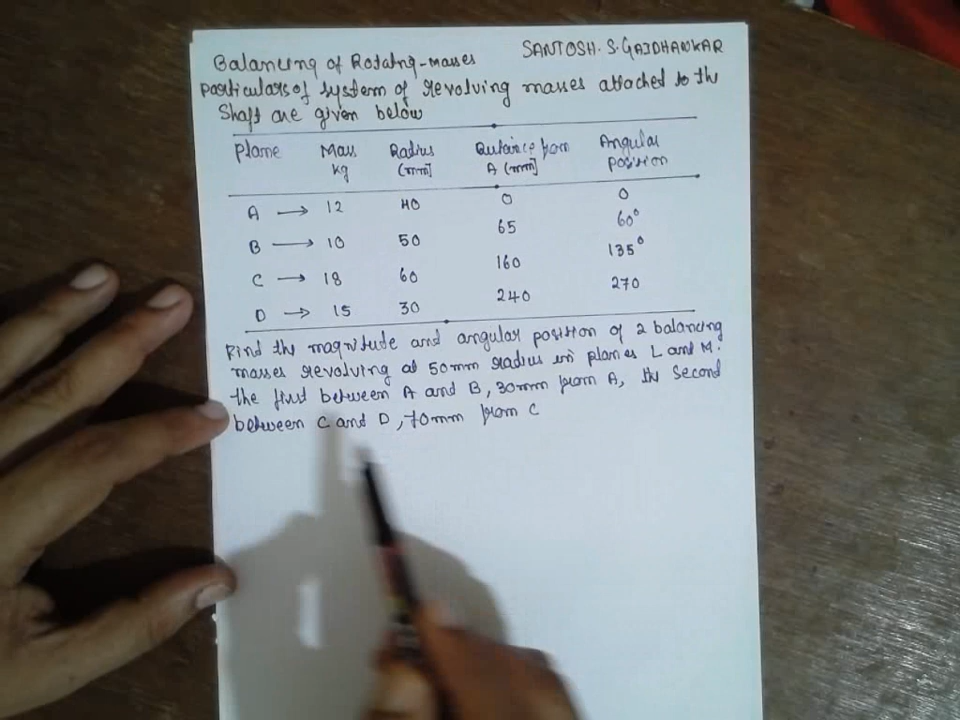 Balancing of Rotating-masses SANTOSH.S.GAJDHANKAR
particulars of system of revolving masses attached to the
Shaft are given below
plane Mass kg Radius (mm) Distance from A (mm) Angular position
A → 12 40 0 0
B → 10 50 65 60°
C → 18 60 160 135°
D → 15 30 240 270
Find the magnitude and angular position of 2 balancing
masses revolving at 50mm radius in planes L and M.
the first between A and B, 30mm from A, the second
between C and D, 70mm from C